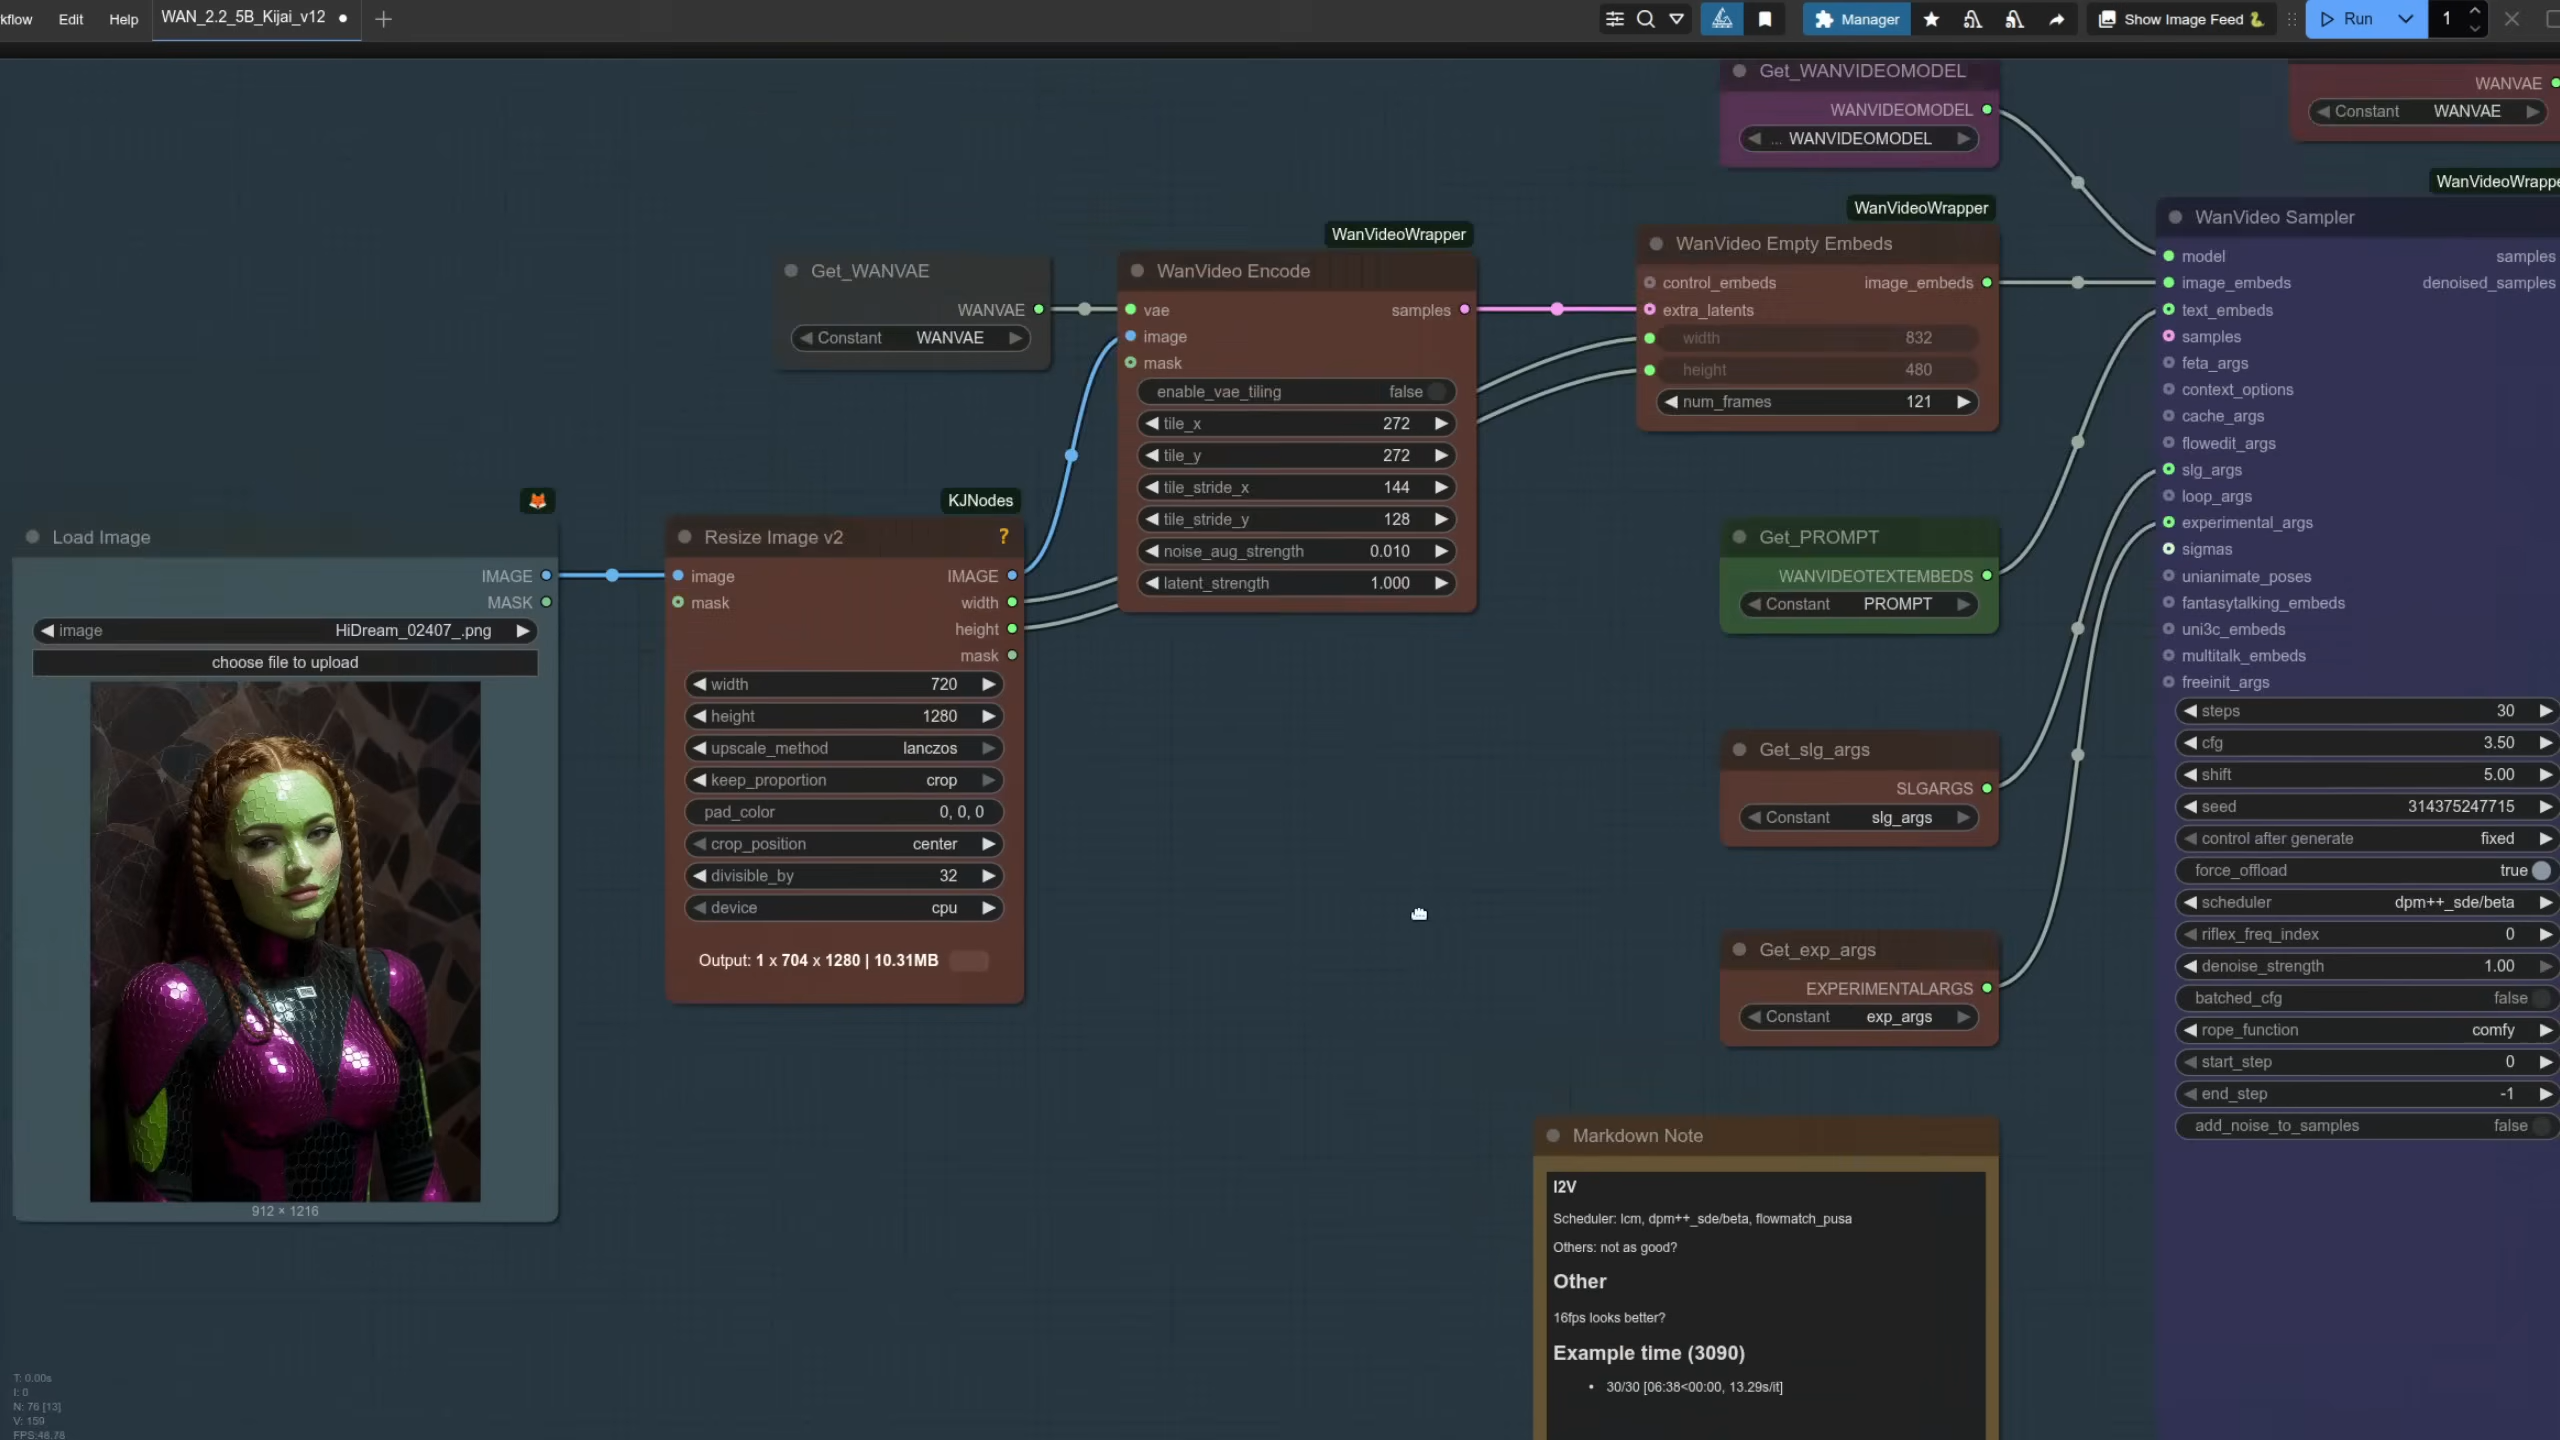 kflow Edit Help WAN_2.2_5B_Kijai_v12
Manager Show Image Feed Run 1
Get_WANVIDEOMODEL
WANVIDEOMODEL
... WANVIDEOMODEL
WANVAE
Constant WANVAE
Get_WANVAE
WANVAE
Constant WANVAE
WanVideoWrapper
WanVideo Encode
vae samples
image
mask
enable_vae_tiling false
tile_x 272
tile_y 272
tile_stride_x 144
tile_stride_y 128
noise_aug_strength 0.010
latent_strength 1.000
WanVideoWrapper
WanVideo Empty Embeds
control_embeds image_embeds
extra_latents
width 832
height 480
num_frames 121
Load Image
IMAGE
MASK
image HiDream_02407_.png
choose file to upload
912 × 1216
KJNodes
Resize Image v2 ?
image IMAGE
mask width
height
mask
width 720
height 1280
upscale_method lanczos
keep_proportion crop
pad_color 0, 0, 0
crop_position center
divisible_by 32
device cpu
Output: 1 x 704 x 1280 | 10.31MB
Get_PROMPT
WANVIDEOTEXTEMBEDS
Constant PROMPT
Get_slg_args
SLGARGS
Constant slg_args
Get_exp_args
EXPERIMENTALARGS
Constant exp_args
Markdown Note
I2V
Scheduler: lcm, dpm++_sde/beta, flowmatch_pusa
Others: not as good?
Other
16fps looks better?
Example time (3090)
• 30/30 [06:38<00:00, 13.29s/it]
WanVideoWrappe
WanVideo Sampler
model samples
image_embeds denoised_samples
text_embeds
samples
feta_args
context_options
cache_args
flowedit_args
slg_args
loop_args
experimental_args
sigmas
unianimate_poses
fantasytalking_embeds
uni3c_embeds
multitalk_embeds
freeinit_args
steps 30
cfg 3.50
shift 5.00
seed 314375247715
control after generate fixed
force_offload true
scheduler dpm++_sde/beta
riflex_freq_index 0
denoise_strength 1.00
batched_cfg false
rope_function comfy
start_step 0
end_step -1
add_noise_to_samples false
T: 0.00s
I: 0
N: 76 [13]
V: 159
FPS:48.78